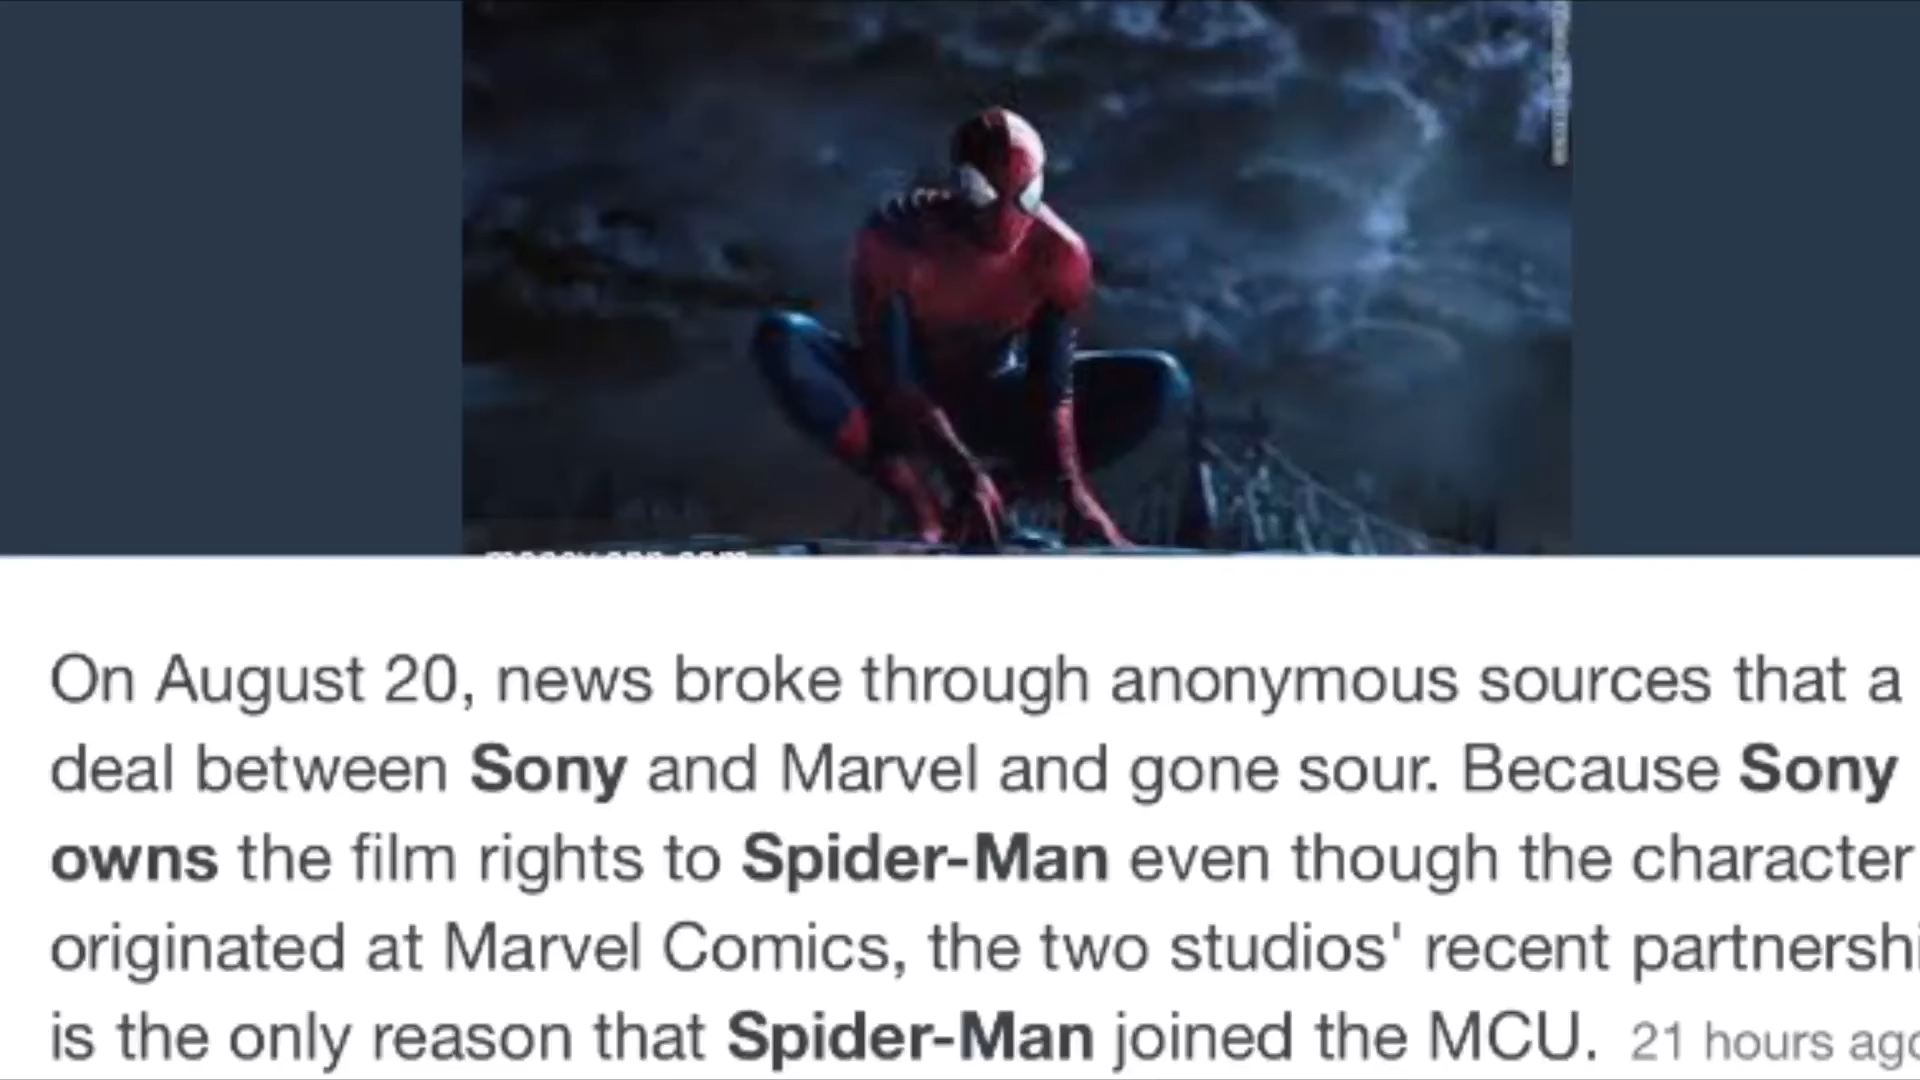 On August 20, news broke through anonymous sources that a
deal between Sony and Marvel and gone sour. Because Sony
owns the film rights to Spider-Man even though the character
originated at Marvel Comics, the two studios' recent partnershi
is the only reason that Spider-Man joined the MCU. 21 hours ago